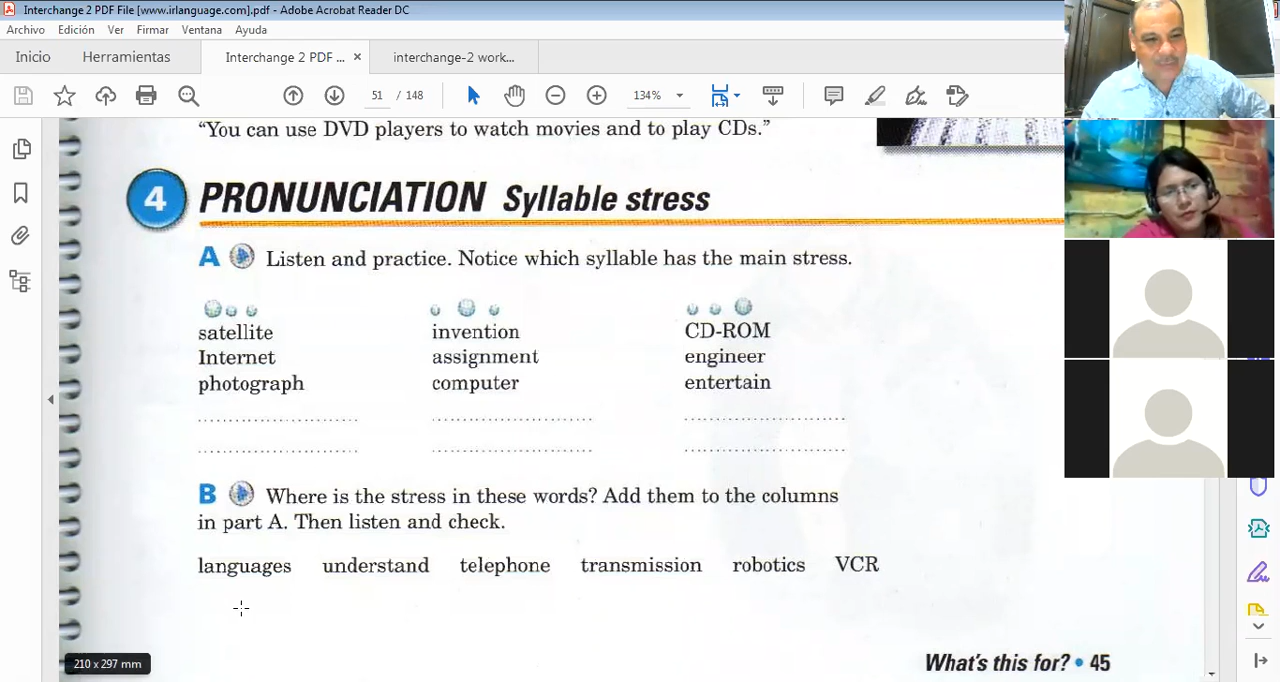 Interchange 2 PDF File [www.irlanguage.com].pdf - Adobe Acrobat Reader DC
Archivo Edición Ver Firmar Ventana Ayuda
Inicio Herramientas Interchange 2 PDF ... × interchange-2 work...
51 / 148 134%
“You can use DVD players to watch movies and to play CDs.”
4 PRONUNCIATION Syllable stress
A Listen and practice. Notice which syllable has the main stress.
satellite invention CD-ROM
Internet assignment engineer
photograph computer entertain
B Where is the stress in these words? Add them to the columns
in part A. Then listen and check.
languages understand telephone transmission robotics VCR
210 x 297 mm
What's this for? • 45